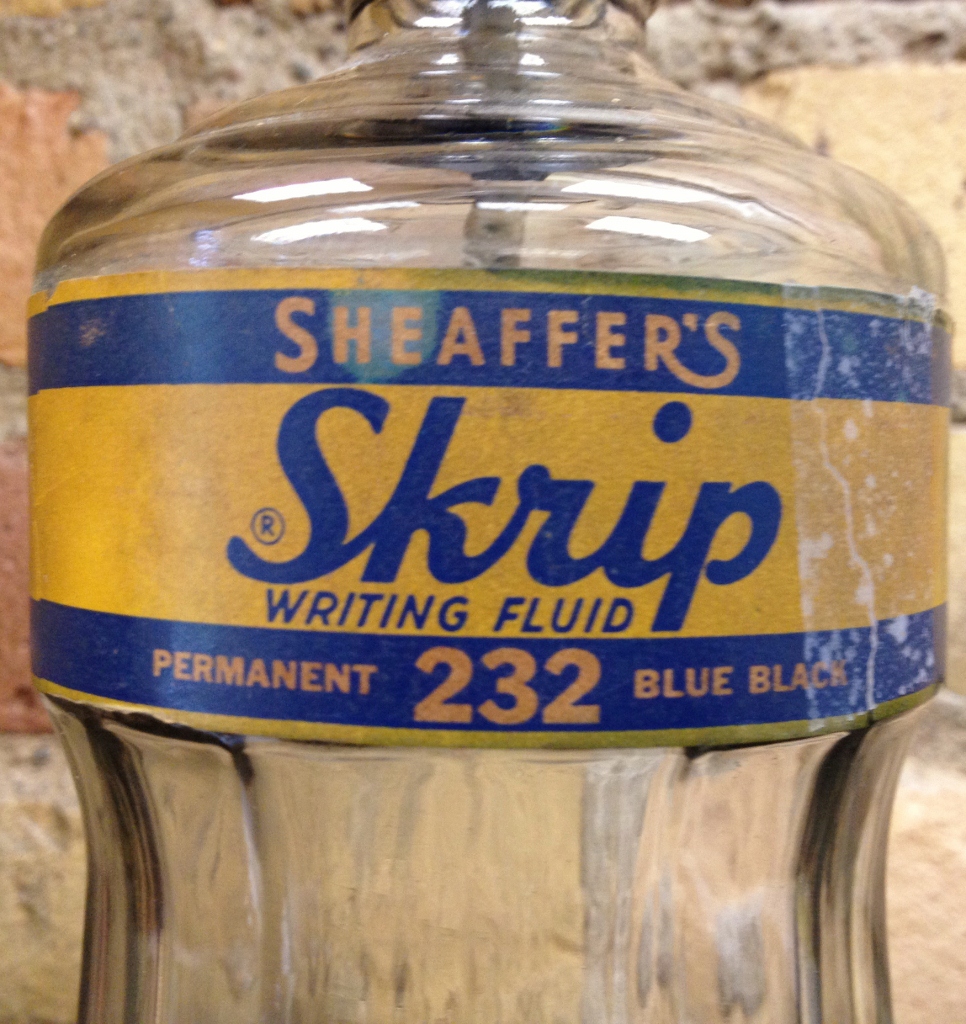 SHEAFFER'S
Skrip
®
WRITING FLUID
PERMANENT 232 BLUE BLACK